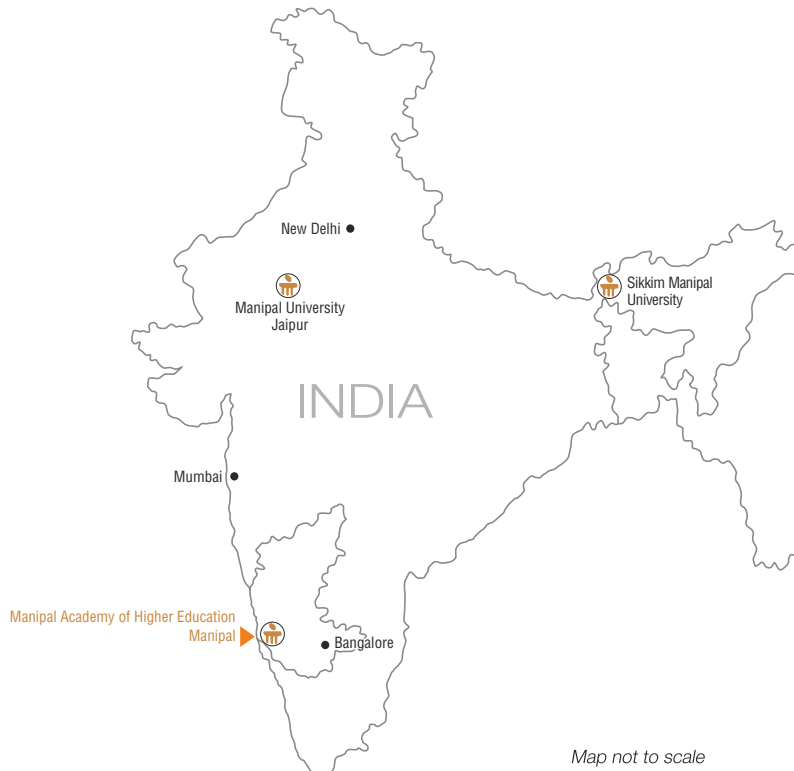 New Delhi
Manipal University
Jaipur
Sikkim Manipal
University
INDIA
Mumbai
Manipal Academy of Higher Education
Manipal
Bangalore
Map not to scale